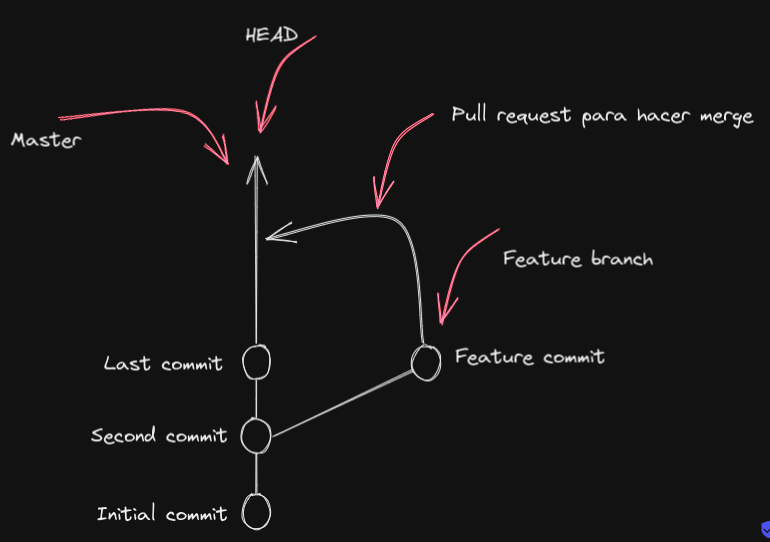 HEAD
Pull request para hacer merge
Master
Feature branch
Last commit
Feature commit
Second commit
Initial commit